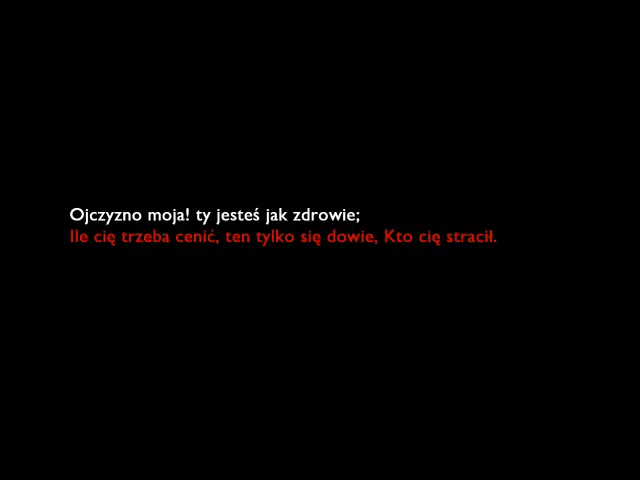 Ojczyzno moja! ty jesteś jak zdrowie;
Ile cię trzeba cenić, ten tylko się dowie, Kto cię stracił.